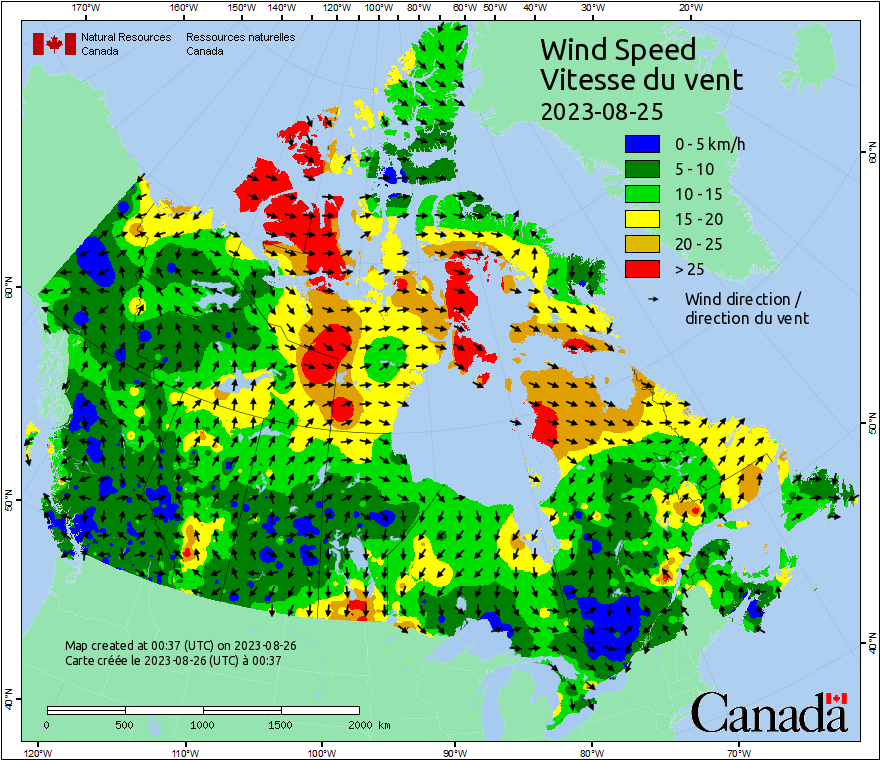 170°W 160°W 150°W 140°W 120°W 100°W 80°W 60°W 50°W 40°W 30°W 20°W
Natural Resources Ressources naturelles
Canada Canada
Wind Speed
Vitesse du vent
2023-08-25
0 - 5 km/h
5 - 10
10 - 15
15 - 20
20 - 25
> 25
Wind direction /
direction du vent
60°N
60°N
50°N
50°N
40°N
40°N
Map created at 00:37 (UTC) on 2023-08-26
Carte créée le 2023-08-26 (UTC) à 00:37
0 500 1000 1500 2000 km
Canada
120°W 110°W 100°W 90°W 80°W 70°W